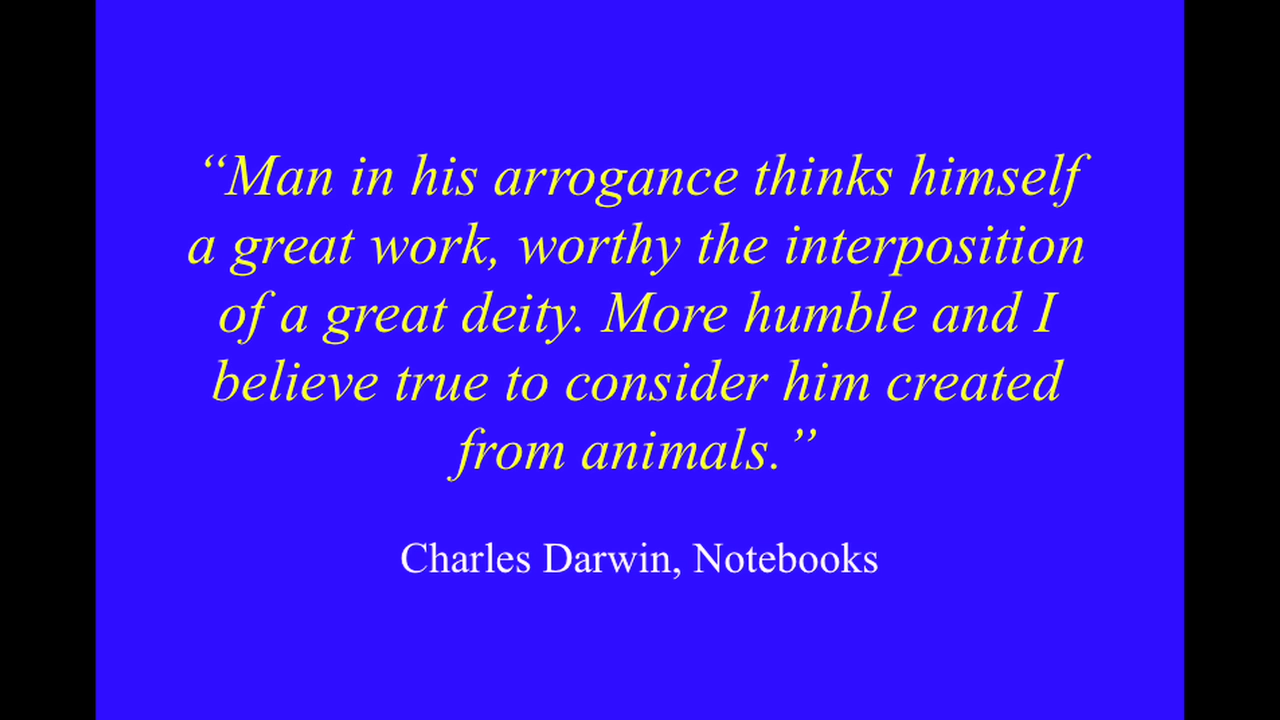 “Man in his arrogance thinks himself
a great work, worthy the interposition
of a great deity. More humble and I
believe true to consider him created
from animals.”
Charles Darwin, Notebooks